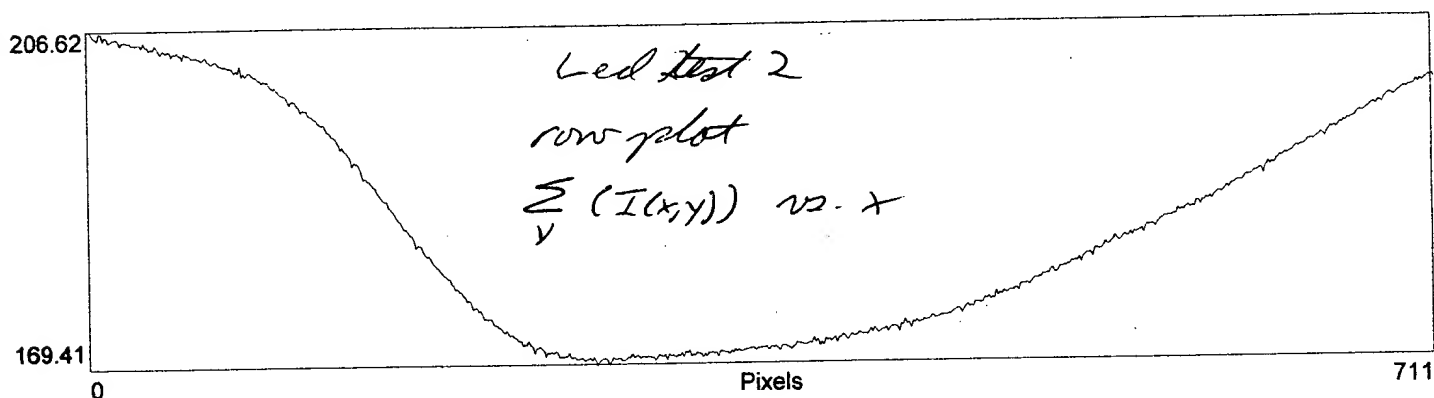 206.62
Led test 2
row plot
Σ (I(x,y)) vs. x
y
169.41
0
Pixels
711